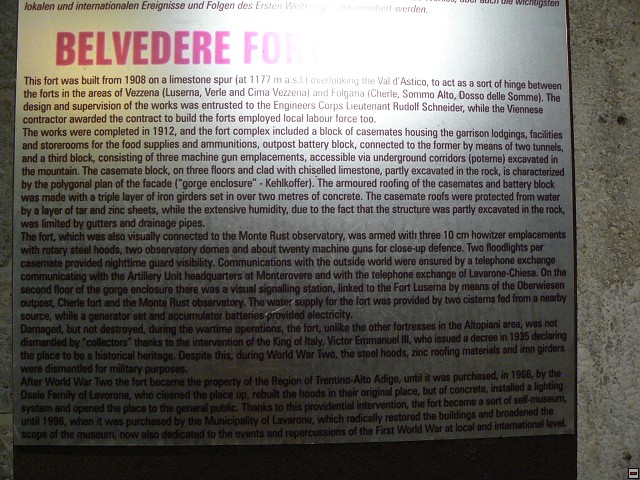 lokalen und internationalen Ereignisse und Folgen des Ersten Weltkrieges dokumentiert werden.
BELVEDERE FORT
This fort was built from 1908 on a limestone spur (at 1177 m a.s.l.) overlooking the Val d'Astico, to act as a sort of hinge between
the forts in the areas of Vezzena (Luserna, Verle and Cima Vezzena) and Folgaria (Cherle, Sommo Alto, Dosso delle Somme). The
design and supervision of the works was entrusted to the Engineers Corps Lieutenant Rudolf Schneider, while the Viennese
contractor awarded the contract to build the forts employed local labour force too.
The works were completed in 1912, and the fort complex included a block of casemates housing the garrison lodgings, facilities
and storerooms for the food supplies and ammunitions, outpost battery block, connected to the former by means of two tunnels,
and a third block, consisting of three machine gun emplacements, accessible via underground corridors (poterne) excavated in
the mountain. The casemate block, on three floors and clad with chiselled limestone, partly excavated in the rock, is characterized
by the polygonal plan of the facade ("gorge enclosure" - Kehlkoffer). The armoured roofing of the casemates and battery block
was made with a triple layer of iron girders set in over two metres of concrete. The casemate roofs were protected from water
by a layer of tar and zinc sheets, while the extensive humidity, due to the fact that the structure was partly excavated in the rock,
was limited by gutters and drainage pipes.
The fort, which was also visually connected to the Monte Rust observatory, was armed with three 10 cm howitzer emplacements
with rotary steel hoods, two observatory domes and about twenty machine guns for close-up defence. Two floodlights per
casemate provided nighttime guard visibility. Communications with the outside world were ensured by a telephone exchange
communicating with the Artillery Unit headquarters at Monterovere and with the telephone exchange of Lavarone-Chiesa. On the
second floor of the gorge enclosure there was a visual signalling station, linked to the Fort Luserna by means of the Oberwiesen
outpost, Cherle fort and the Monte Rust observatory. The water supply for the fort was provided by two cisterns fed from a nearby
source, while a generator set and accumulator batteries provided electricity.
Damaged, but not destroyed, during the wartime operations, the fort, unlike the other fortresses in the Altopiani area, was not
dismantled by "collectors" thanks to the intervention of the King of Italy, Victor Emmanuel III, who issued a decree in 1935 declaring
the place to be a historical heritage. Despite this, during World War Two, the steel hoods, zinc roofing materials and iron girders
were dismantled for military purposes.
After World War Two the fort became the property of the Region of Trentino-Alto Adige, until it was purchased, in 1966, by the
Osele Family of Lavarone, who cleaned the place up, rebuilt the hoods in their original place, but of concrete, installed a lighting
system and opened the place to the general public. Thanks to this providential intervention, the fort became a sort of self-museum,
until 1996, when it was purchased by the Municipality of Lavarone, which radically restored the buildings and broadened the
scope of the museum, now also dedicated to the events and repercussions of the First World War at local and international level.